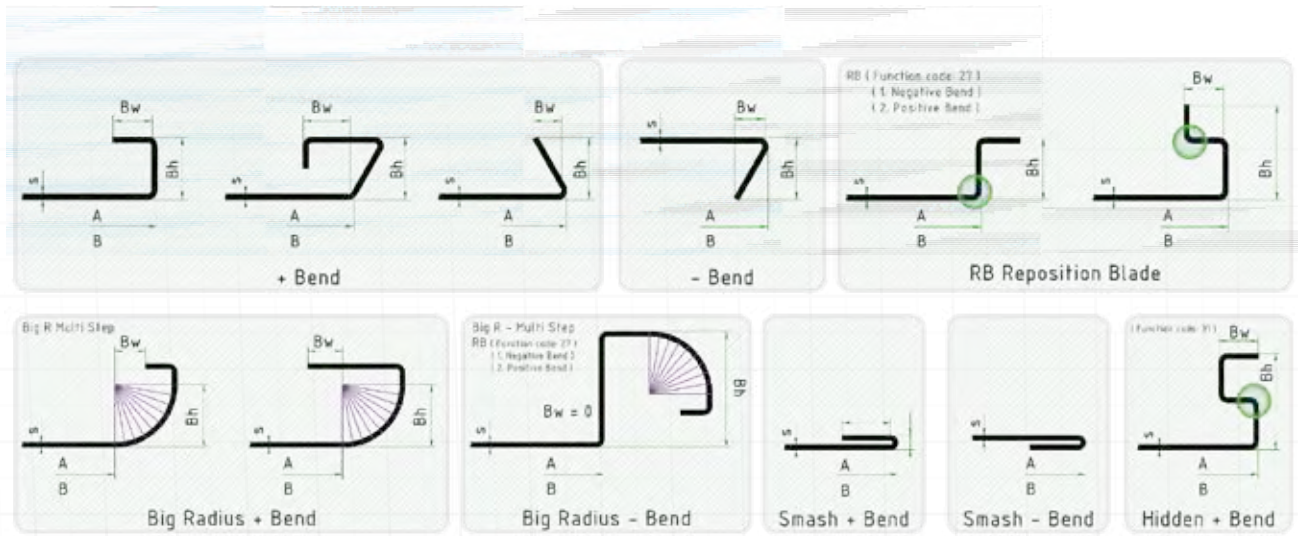 Bw
Bh
s
A
B
Bw
Bh
s
A
B
Bw
Bh
s
A
B
+ Bend
s
Bw
Bh
A
B
- Bend
RB ( Function code: 27 )
( 1. Negative Bend )
( 2. Positive Bend )
s
Bh
A
B
Bw
Bh
s
A
B
RB Reposition Blade
Big R Multi Step
Bw
Bh
s
A
B
Bw
Bh
s
A
B
Big Radius + Bend
Big R - Multi Step
RB ( Function code: 27 )
( 1. Negative Bend )
( 2. Positive Bend )
Bw = 0
Bh
s
A
B
Big Radius - Bend
s
A
B
Smash + Bend
s
A
B
Smash - Bend
Bw
Bh
s
A
B
Hidden + Bend